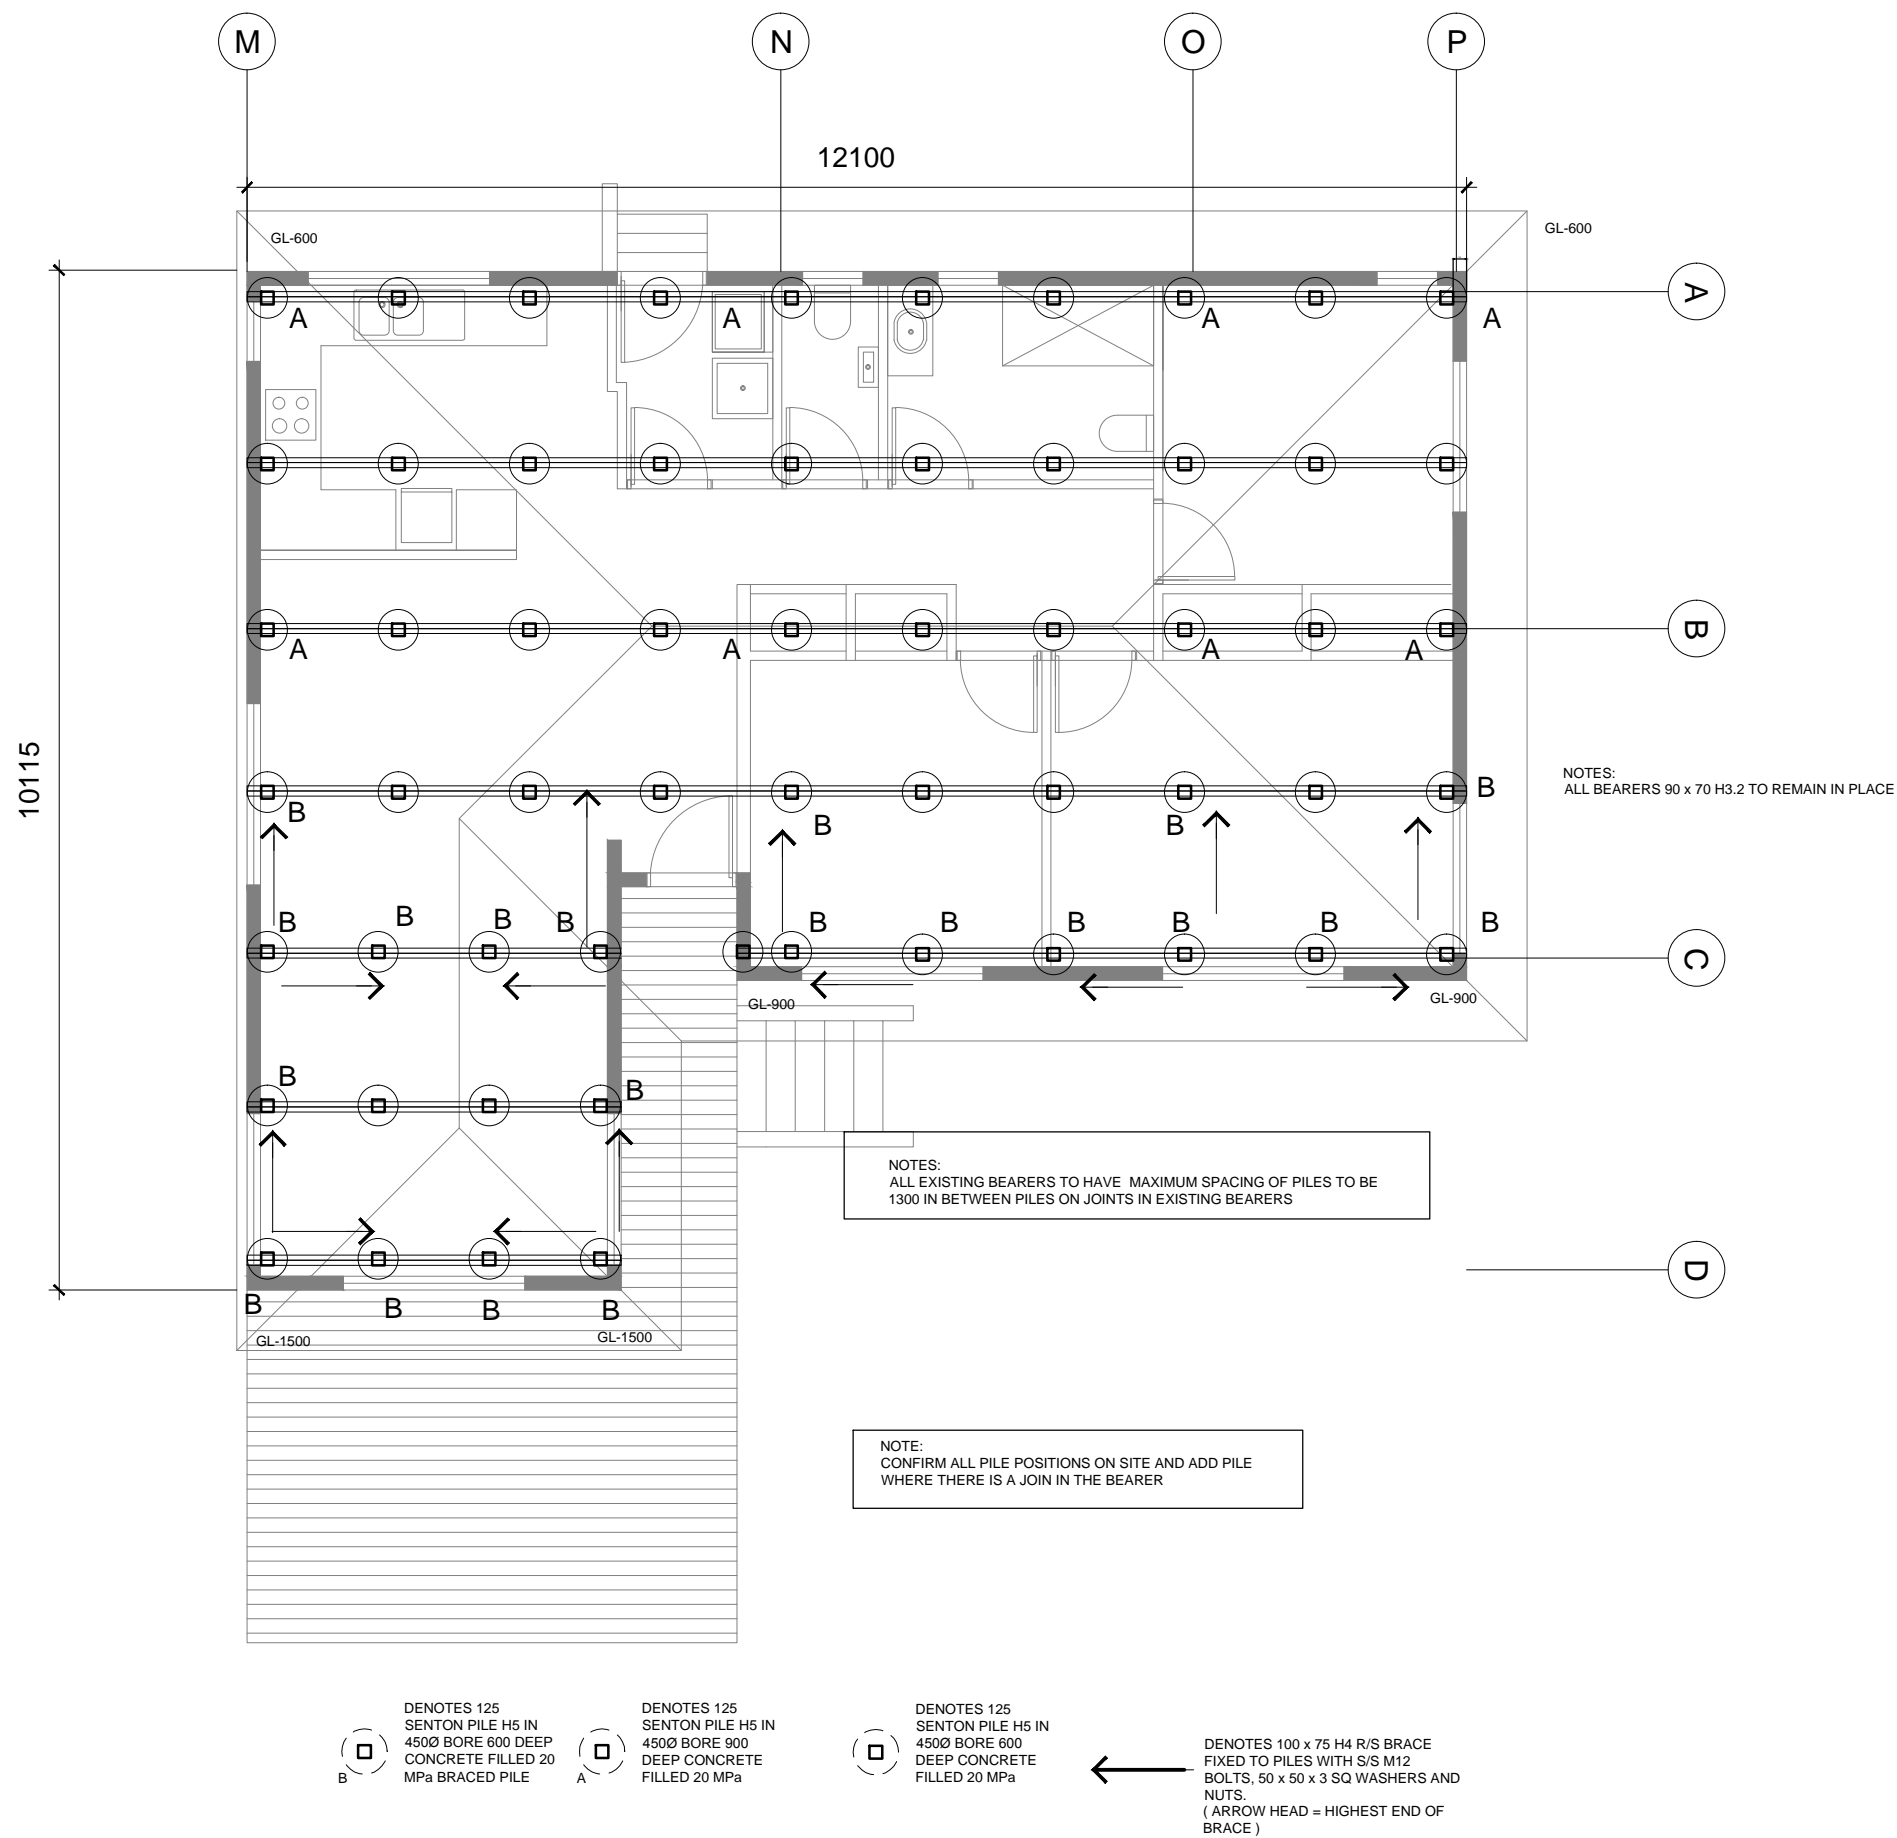 M
N
O
P
12100
GL-600
GL-600
A
A
A
A
A
A
A
A
A
B
10115
NOTES:
ALL BEARERS 90 x 70 H3.2 TO REMAIN IN PLACE
B
B
B
B
B
B
B
B
B
B
B
B
B
B
C
GL-900
GL-900
B
B
NOTES:
ALL EXISTING BEARERS TO HAVE MAXIMUM SPACING OF PILES TO BE
1300 IN BETWEEN PILES ON JOINTS IN EXISTING BEARERS
D
B
B
B
B
GL-1500
GL-1500
NOTE:
CONFIRM ALL PILE POSITIONS ON SITE AND ADD PILE
WHERE THERE IS A JOIN IN THE BEARER
DENOTES 125
SENTON PILE H5 IN
450Ø BORE 600 DEEP
CONCRETE FILLED 20
MPa BRACED PILE
B
DENOTES 125
SENTON PILE H5 IN
450Ø BORE 900
DEEP CONCRETE
FILLED 20 MPa
A
DENOTES 125
SENTON PILE H5 IN
450Ø BORE 600
DEEP CONCRETE
FILLED 20 MPa
DENOTES 100 x 75 H4 R/S BRACE
FIXED TO PILES WITH S/S M12
BOLTS, 50 x 50 x 3 SQ WASHERS AND
NUTS.
( ARROW HEAD = HIGHEST END OF
BRACE )